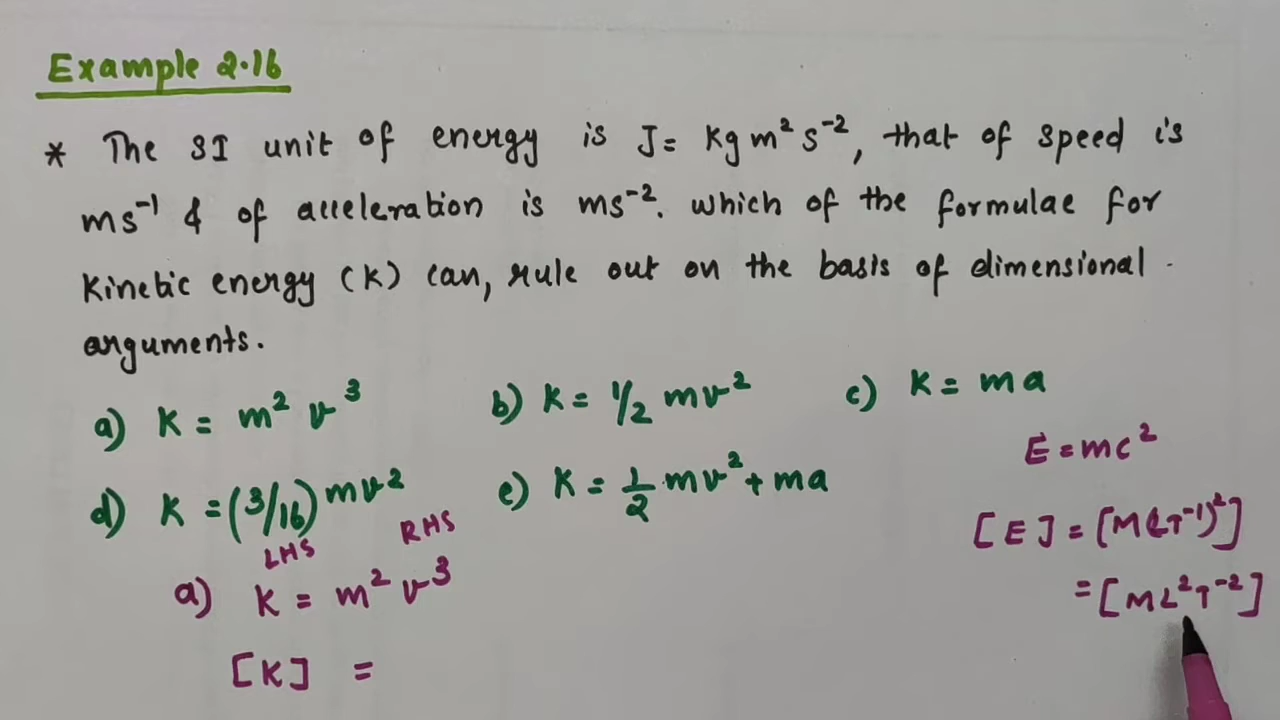 Example 2.16
* The SI unit of energy is J= Kg m² s⁻², that of speed is
ms⁻¹ & of acceleration is ms⁻². which of the formulae for
Kinetic energy (K) can, rule out on the basis of dimensional
arguments.
a) K = m² v³ b) K = 1/2 mv² c) K = ma
E = mc²
d) K = (3/16) mv² e) K = 1/2 mv² + ma
[E] = [M(LT⁻¹)²]
LHS RHS
a) K = m² v³
= [ML²T⁻²]
[K] =